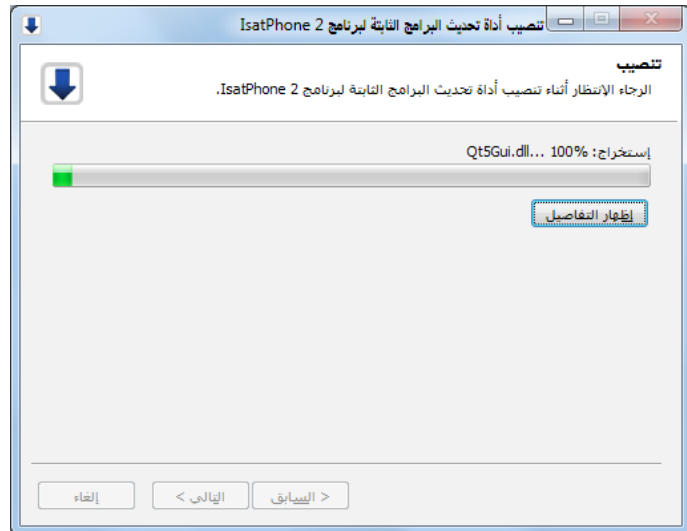 تنصيب أداة تحديث البرامج الثابتة لبرنامج IsatPhone 2
تنصيب
الرجاء الإنتظار أثناء تنصيب أداة تحديث البرامج الثابتة لبرنامج IsatPhone 2.
إستخراج: Qt5Gui.dll... 100%
إظهار التفاصيل
< السابق
التالي >
إلغاء